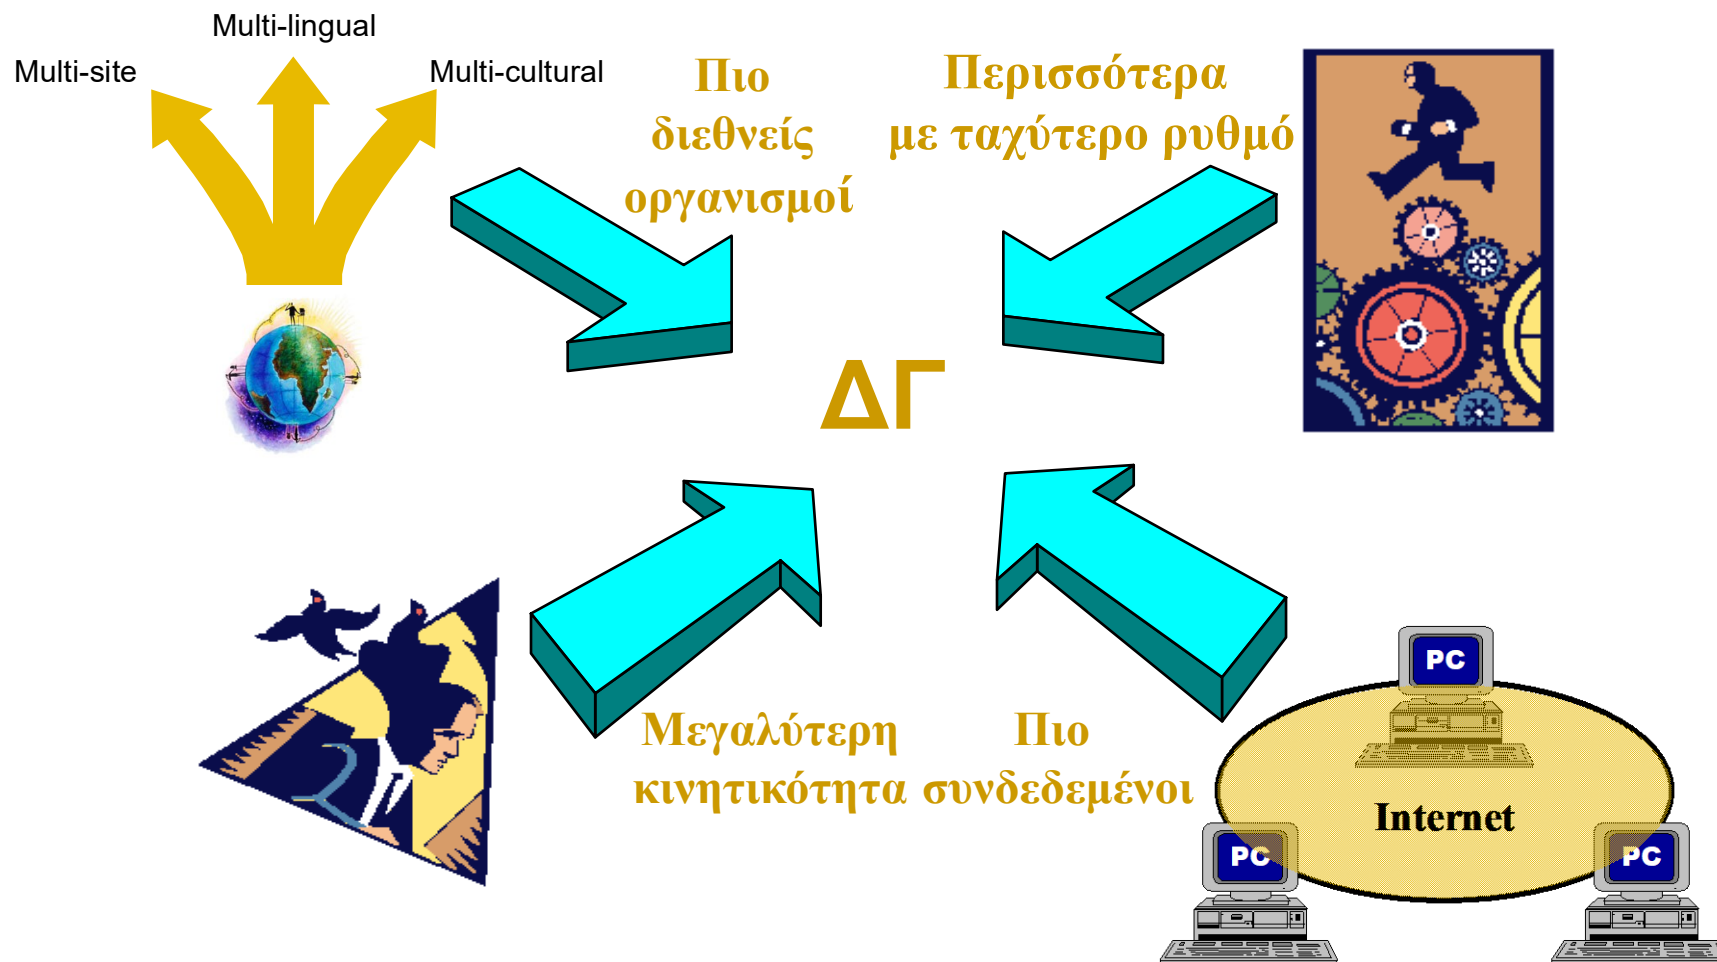 Multi-lingual
Multi-site
Multi-cultural
Πιο
διεθνείς
οργανισμοί
Περισσότερα
με ταχύτερο ρυθμό
ΔΓ
Μεγαλύτερη
κινητικότητα
Πιο
συνδεδεμένοι
PC
Internet
PC
PC